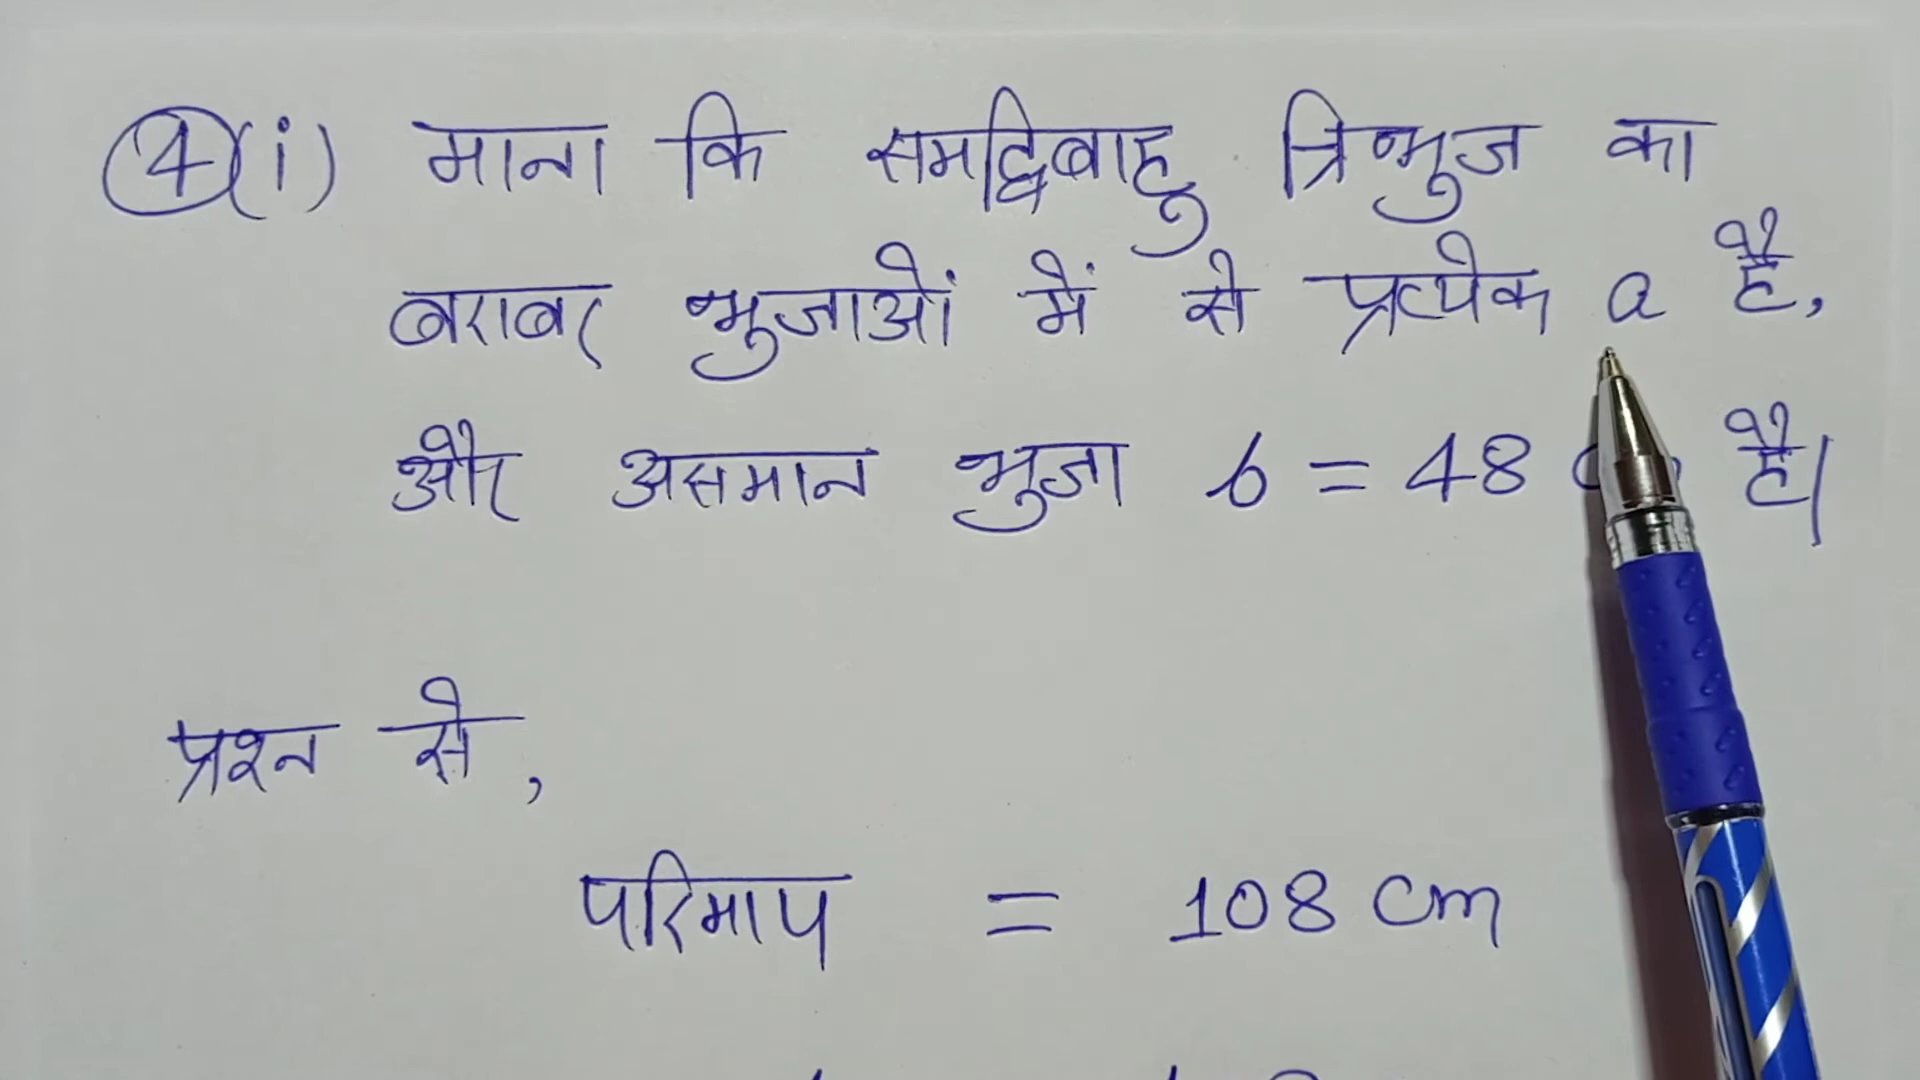 4(i) माना कि समद्विबाहु त्रिभुज का
बराबर भुजाओं में से प्रत्येक a है,
और असमान भुजा b = 48 है।
प्रश्न से,
परिमाप = 108 cm